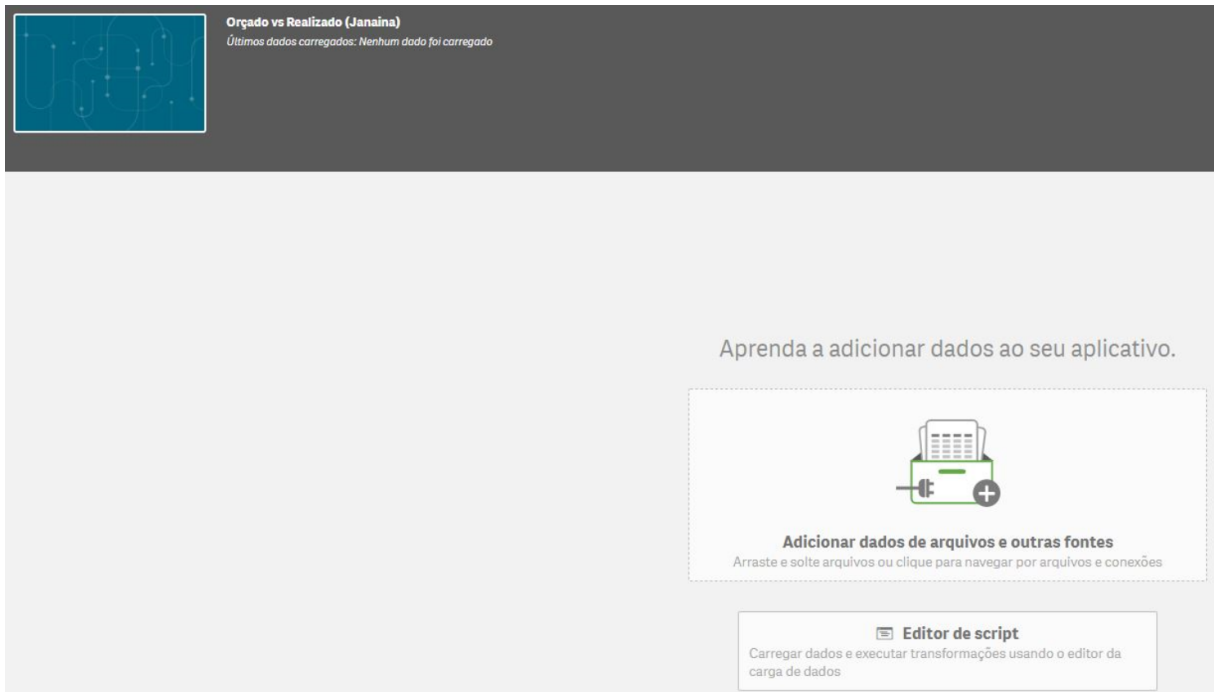 Orçado vs Realizado (Janaina)
Últimos dados carregados: Nenhum dado foi carregado
Aprenda a adicionar dados ao seu aplicativo.
Adicionar dados de arquivos e outras fontes
Arraste e solte arquivos ou clique para navegar por arquivos e conexões
Editor de script
Carregar dados e executar transformações usando o editor da
carga de dados